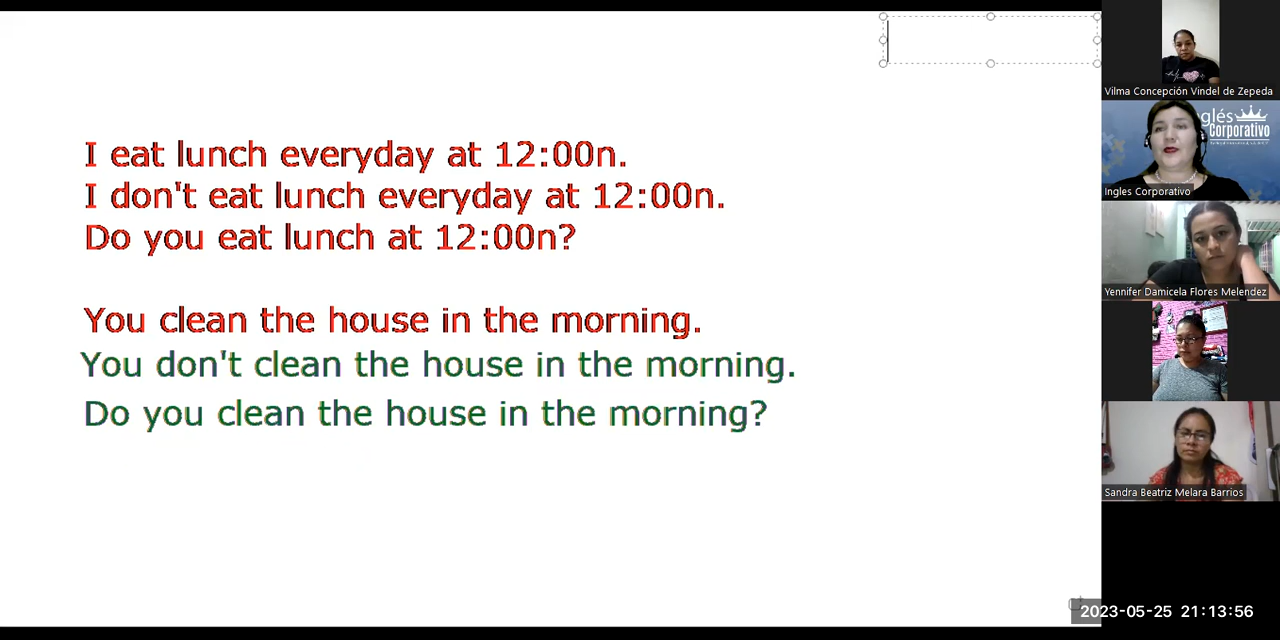 I eat lunch everyday at 12:00n.
I don't eat lunch everyday at 12:00n.
Do you eat lunch at 12:00n?
You clean the house in the morning.
You don't clean the house in the morning.
Do you clean the house in the morning?
Vilma Concepción Vindel de Zepeda
glés
Corporativo
Ingles Corporativo
Yennifer Damicela Flores Melendez
Sandra Beatriz Melara Barrios
2023-05-25 21:13:56